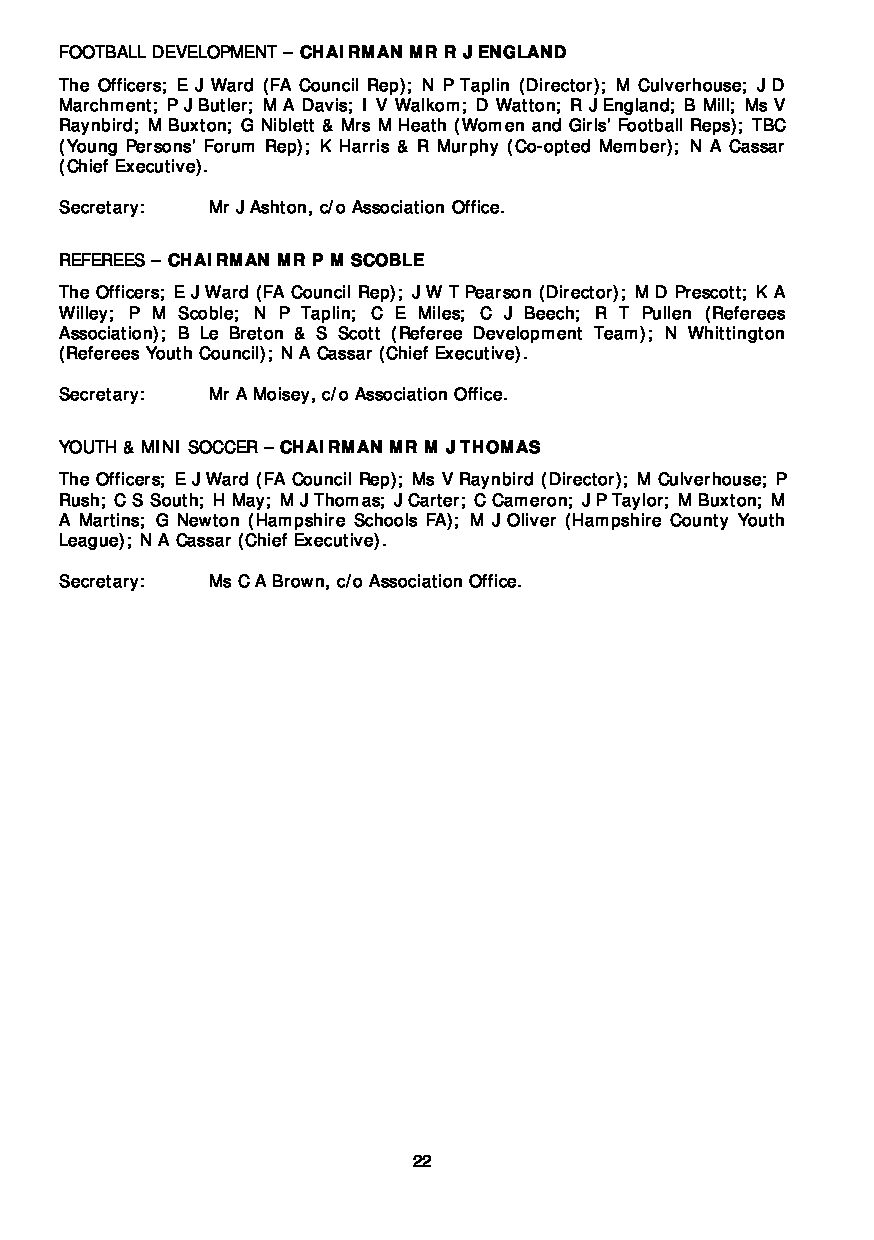 FOOTBALL DEVELOPMENT – CHAIRMAN MR R J ENGLAND
The Officers; E J Ward (FA Council Rep); N P Taplin (Director); M Culverhouse; J D
Marchment; P J Butler; M A Davis; I V Walkom; D Watton; R J England; B Mill; Ms V
Raynbird; M Buxton; G Niblett & Mrs M Heath (Women and Girls' Football Reps); TBC
(Young Persons' Forum Rep); K Harris & R Murphy (Co-opted Member); N A Cassar
(Chief Executive).
Secretary: Mr J Ashton, c/o Association Office.
REFEREES – CHAIRMAN MR P M SCOBLE
The Officers; E J Ward (FA Council Rep); J W T Pearson (Director); M D Prescott; K A
Willey; P M Scoble; N P Taplin; C E Miles; C J Beech; R T Pullen (Referees
Association); B Le Breton & S Scott (Referee Development Team); N Whittington
(Referees Youth Council); N A Cassar (Chief Executive).
Secretary: Mr A Moisey, c/o Association Office.
YOUTH & MINI SOCCER – CHAIRMAN MR M J THOMAS
The Officers; E J Ward (FA Council Rep); Ms V Raynbird (Director); M Culverhouse; P
Rush; C S South; H May; M J Thomas; J Carter; C Cameron; J P Taylor; M Buxton; M
A Martins; G Newton (Hampshire Schools FA); M J Oliver (Hampshire County Youth
League); N A Cassar (Chief Executive).
Secretary: Ms C A Brown, c/o Association Office.
22